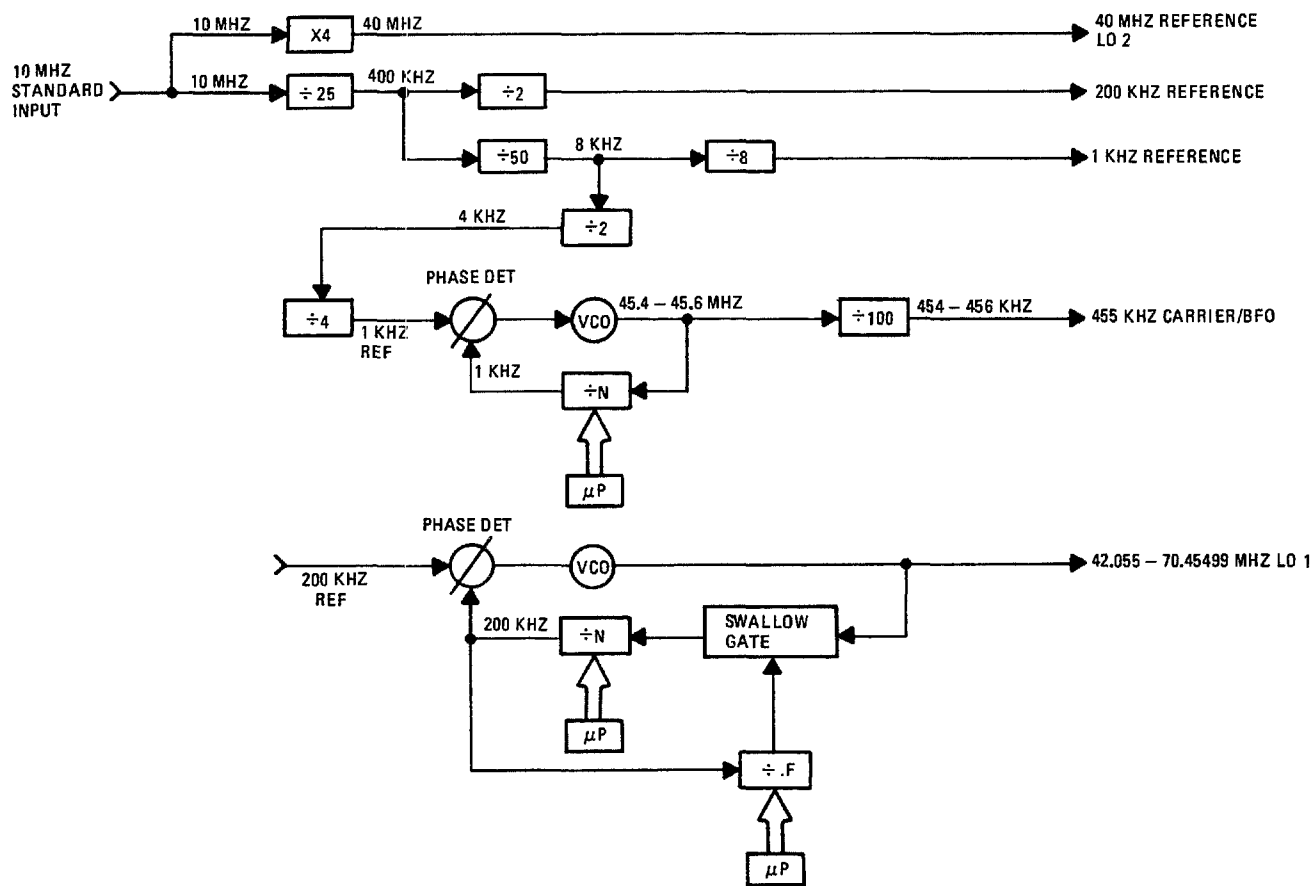 10 MHZ
X4
40 MHZ
40 MHZ REFERENCE
LO 2
10 MHZ
STANDARD
INPUT
10 MHZ
÷25
400 KHZ
÷2
200 KHZ REFERENCE
÷50
8 KHZ
÷8
1 KHZ REFERENCE
4 KHZ
÷2
PHASE DET
÷4
1 KHZ
REF
VCO
45.4 – 45.6 MHZ
÷100
454 – 456 KHZ
455 KHZ CARRIER/BFO
1 KHZ
÷N
μP
PHASE DET
200 KHZ
REF
VCO
42.055 – 70.45499 MHZ LO 1
200 KHZ
÷N
SWALLOW
GATE
μP
÷ .F
μP